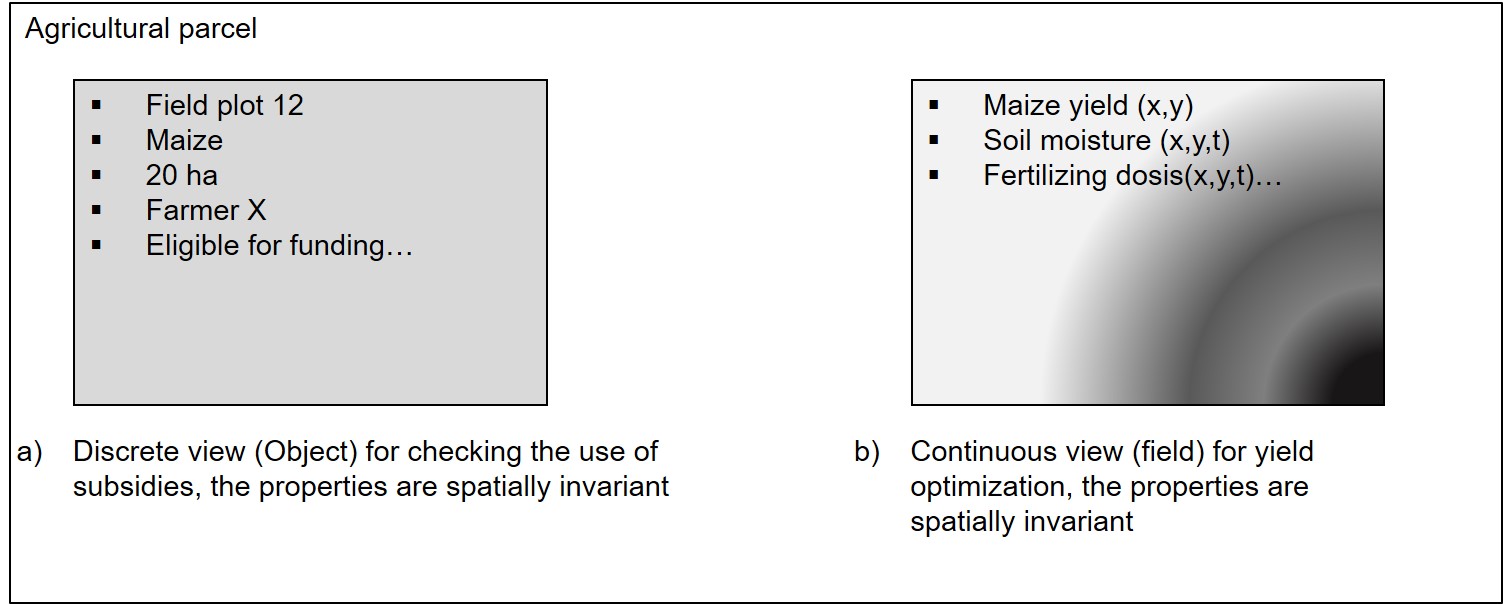 Agricultural parcel
▪ Field plot 12
▪ Maize
▪ 20 ha
▪ Farmer X
▪ Eligible for funding…
▪ Maize yield (x,y)
▪ Soil moisture (x,y,t)
▪ Fertilizing dosis(x,y,t)…
a) Discrete view (Object) for checking the use of
subsidies, the properties are spatially invariant
b) Continuous view (field) for yield
optimization, the properties are
spatially invariant